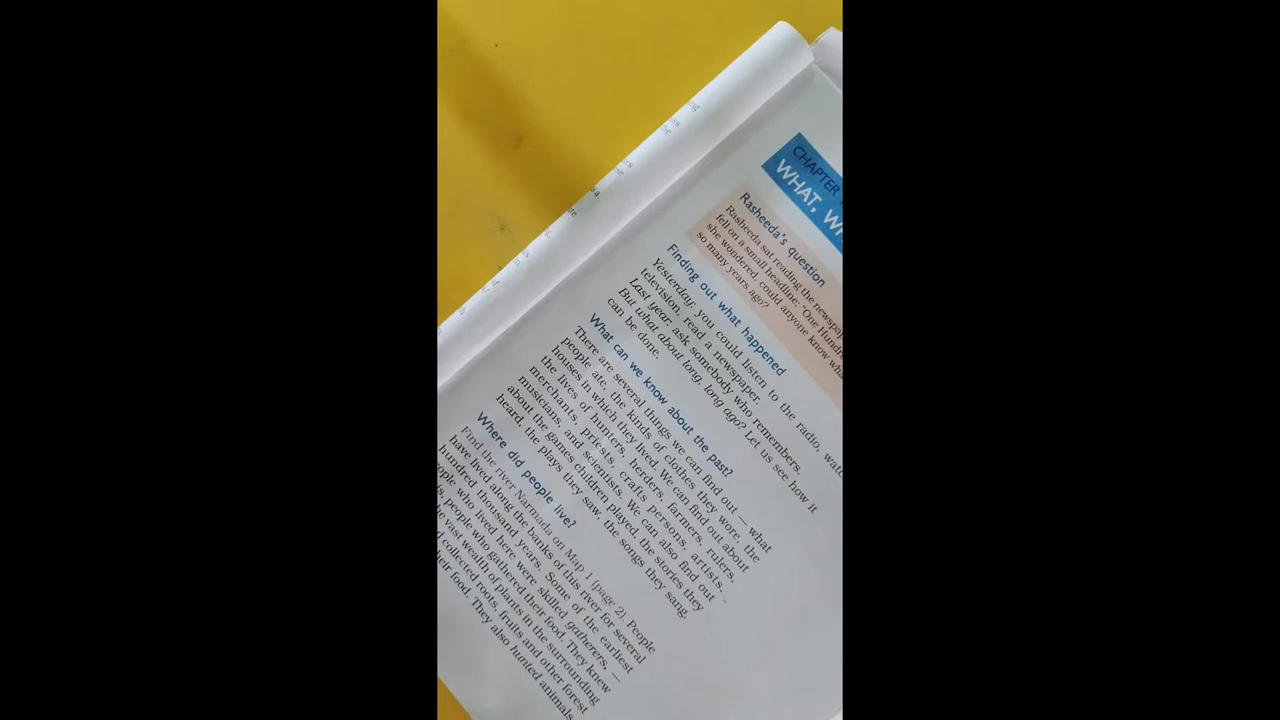 CHAPTER
WHAT,
Rasheeda's question
Rasheeda sat reading the
fell on a small headline: "One
she wondered, could anyone know
so many years ago?
Finding out what happened
Yesterday: you could listen to the radio,
television, read a newspaper.
Last year: ask somebody who remembers.
But what about long, long ago? Let us see how it
can be done.
What can we know about the past?
There are several things we can find out — what
people ate, the kinds of clothes they wore, the
houses in which they lived. We can find out about
the lives of hunters, herders, farmers, rulers,
merchants, priests, crafts persons, artists,
musicians, and scientists. We can also find out
about the games children played, the stories they
heard, the plays they saw, the songs they sang.
Where did people live?
Find the river Narmada on Map 1 (page 2). People
have lived along the banks of this river for several
hundred thousand years. Some of the earliest
who lived here were skilled gatherers, —
people who gathered their food. They knew
vast wealth of plants in the surrounding
collected roots, fruits and other forest
food. They also hunted animals